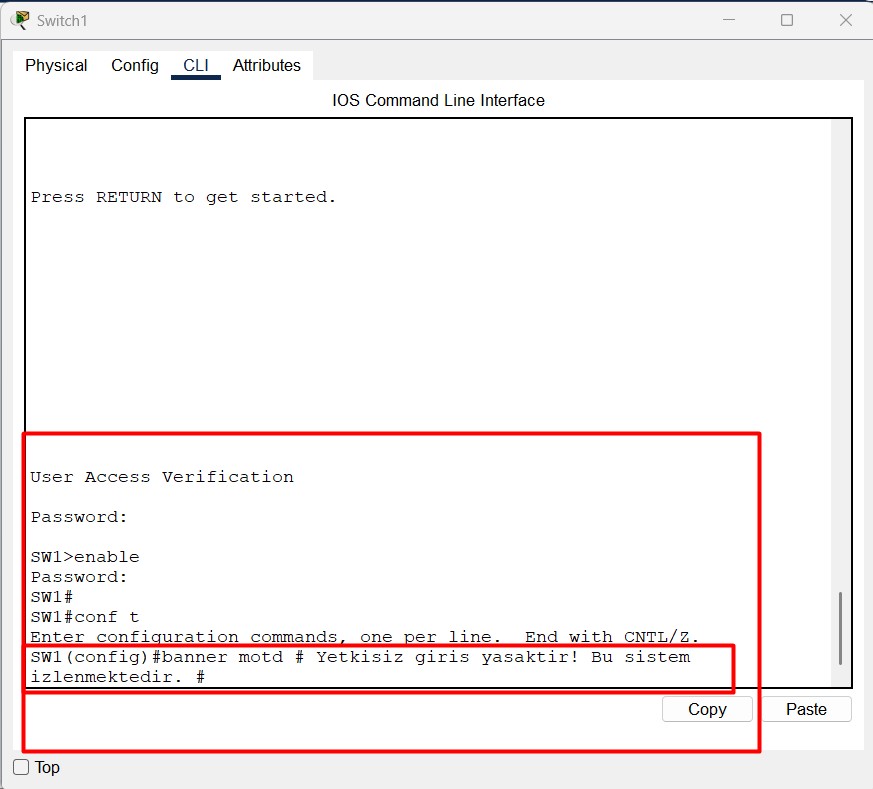 Switch1
Physical Config CLI Attributes
IOS Command Line Interface
Press RETURN to get started.
User Access Verification
Password:
SW1>enable
Password:
SW1#
SW1#conf t
Enter configuration commands, one per line.  End with CNTL/Z.
SW1(config)#banner motd # Yetkisiz giris yasaktir! Bu sistem
izlenmektedir. #
Copy Paste
Top